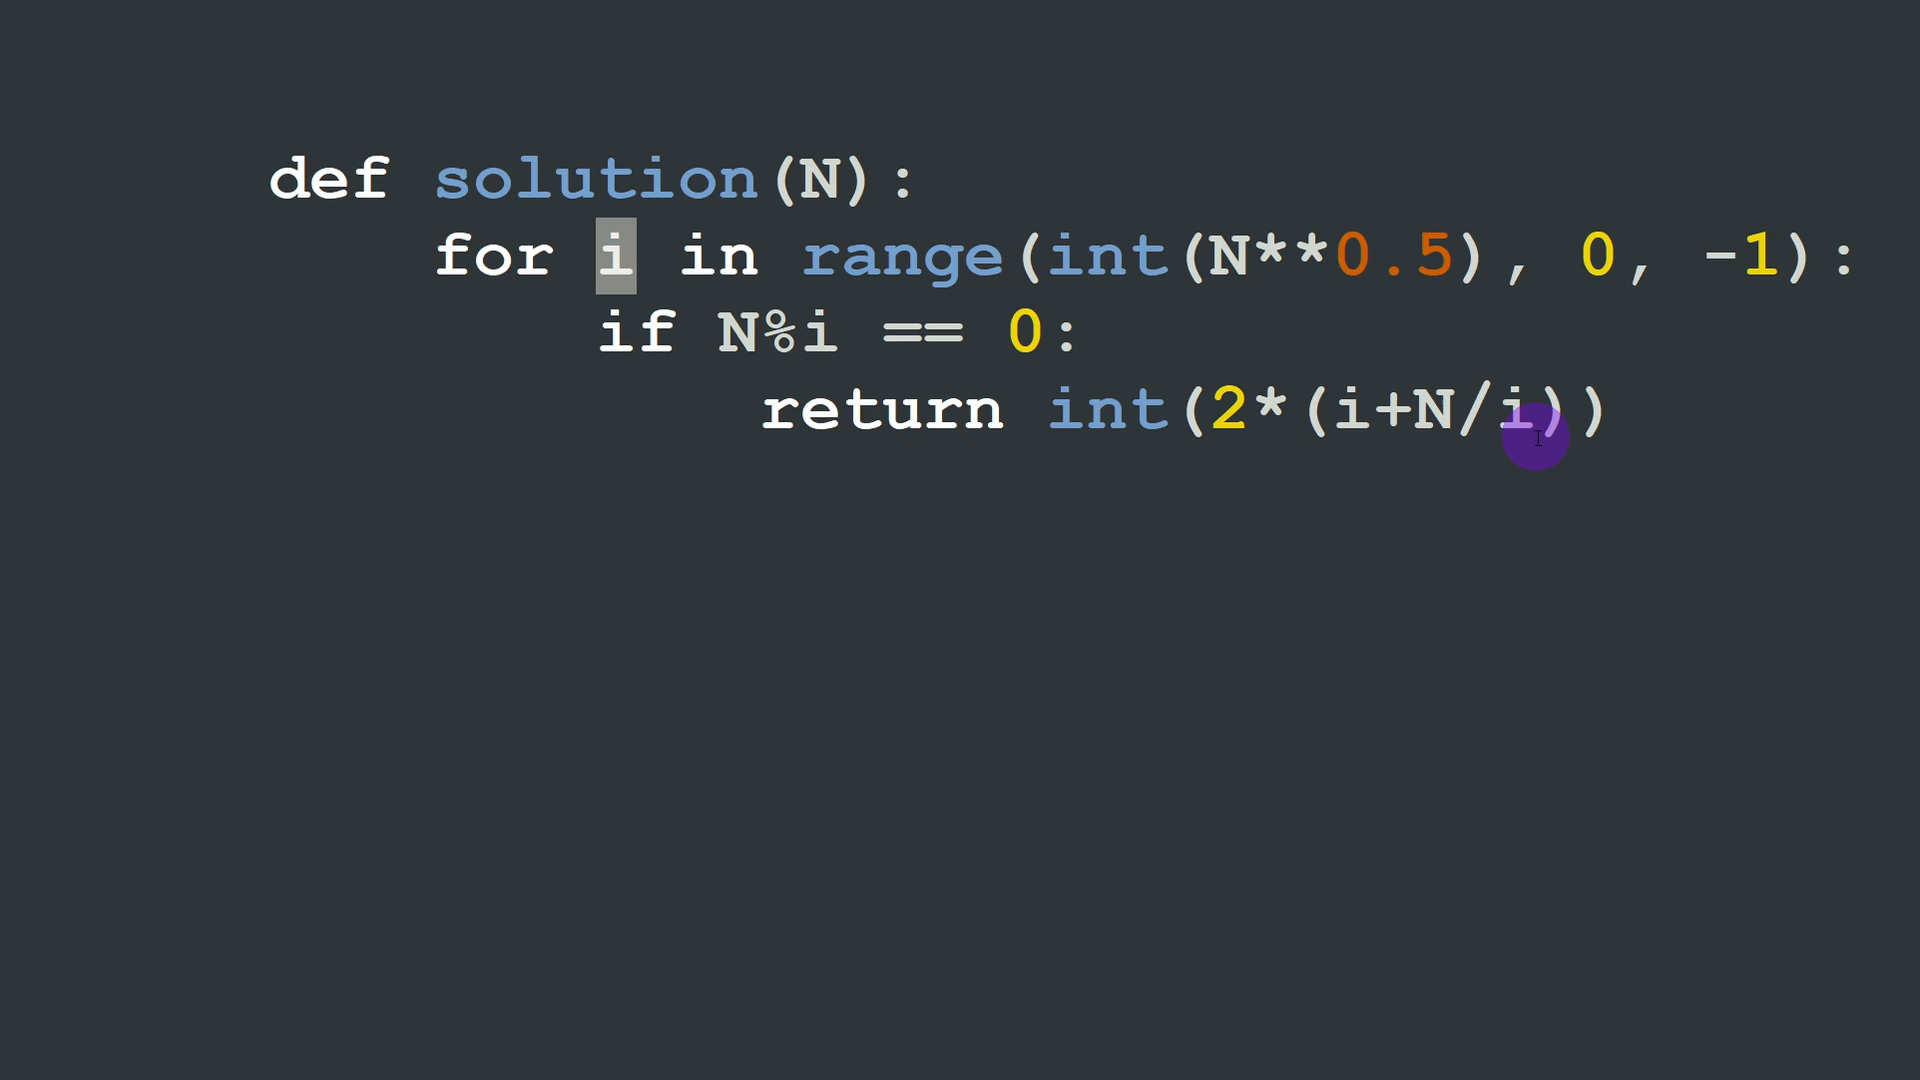 def solution(N):
for i in range(int(N**0.5), 0, -1):
if N%i == 0:
return int(2*(i+N/i))